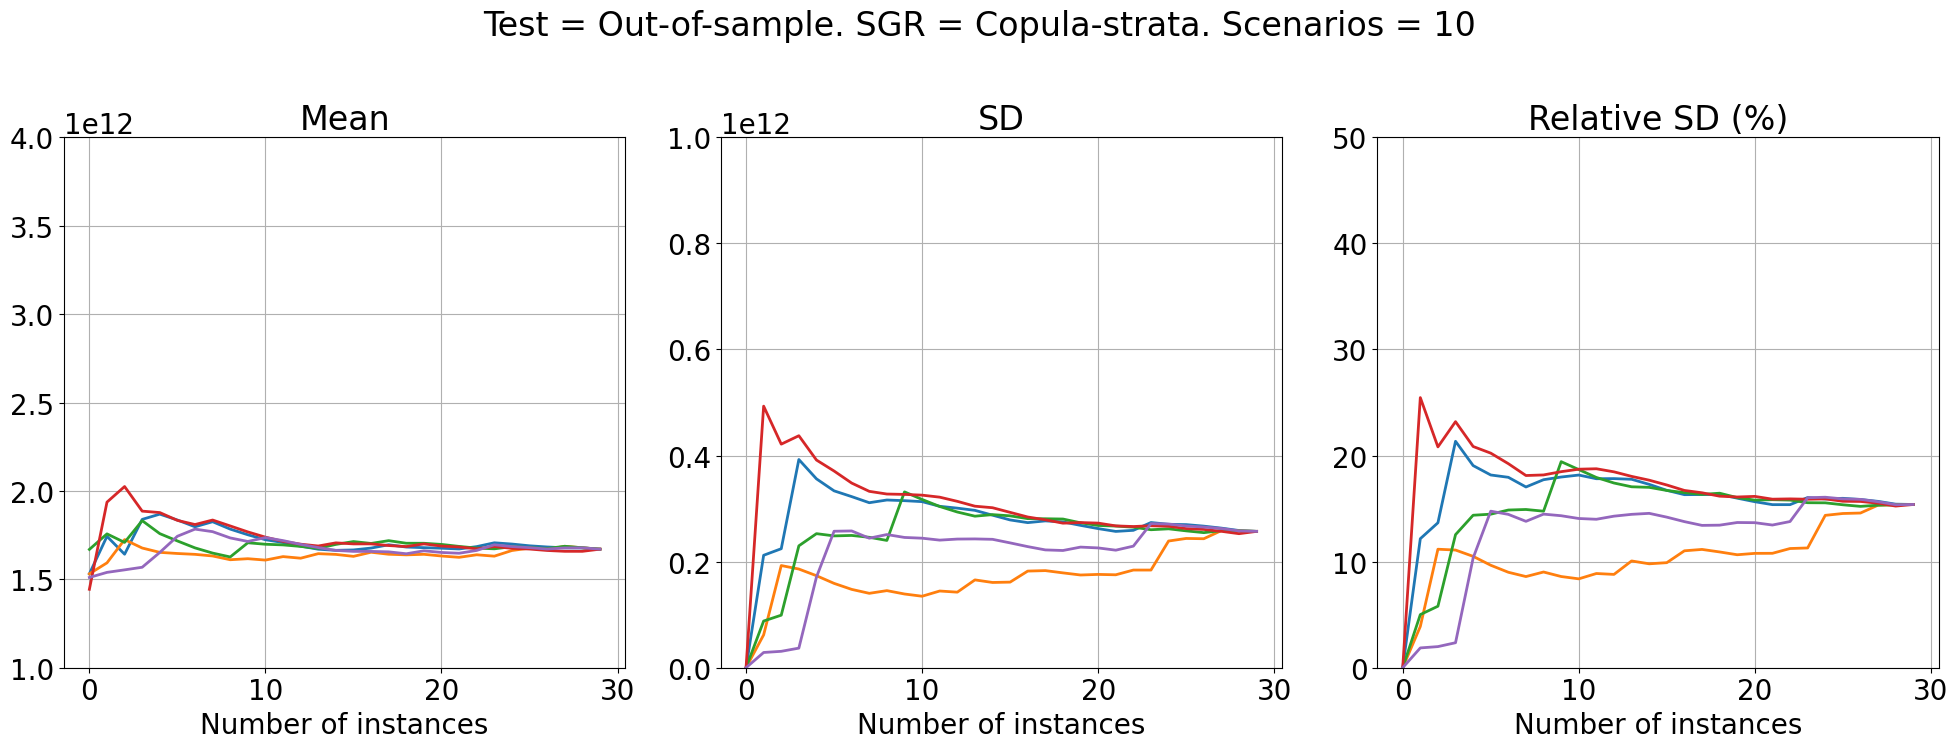 Test = Out-of-sample. SGR = Copula-strata. Scenarios = 10
Mean
1e12
4.0
3.5
3.0
2.5
2.0
1.5
1.0
0 10 20 30
Number of instances
SD
1e12
1.0
0.8
0.6
0.4
0.2
0.0
0 10 20 30
Number of instances
Relative SD (%)
50
40
30
20
10
0
0 10 20 30
Number of instances